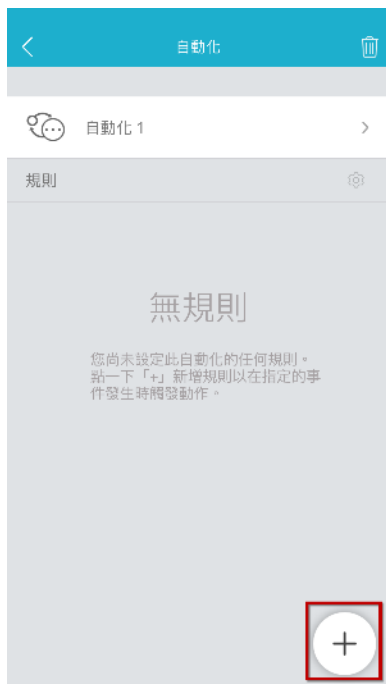 自動化
自動化 1
規則
無規則
您尚未設定此自動化的任何規則。
點一下「+」新增規則以在指定的事
件發生時觸發動作。